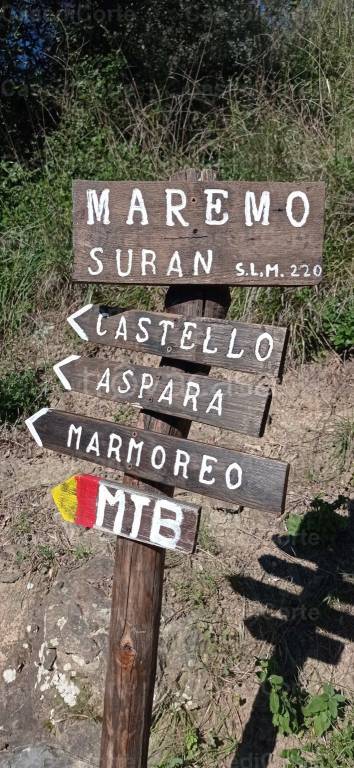 MAREMO
SURAN S.L.M. 220
CASTELLO
ASPARA
MARMOREO
MTB